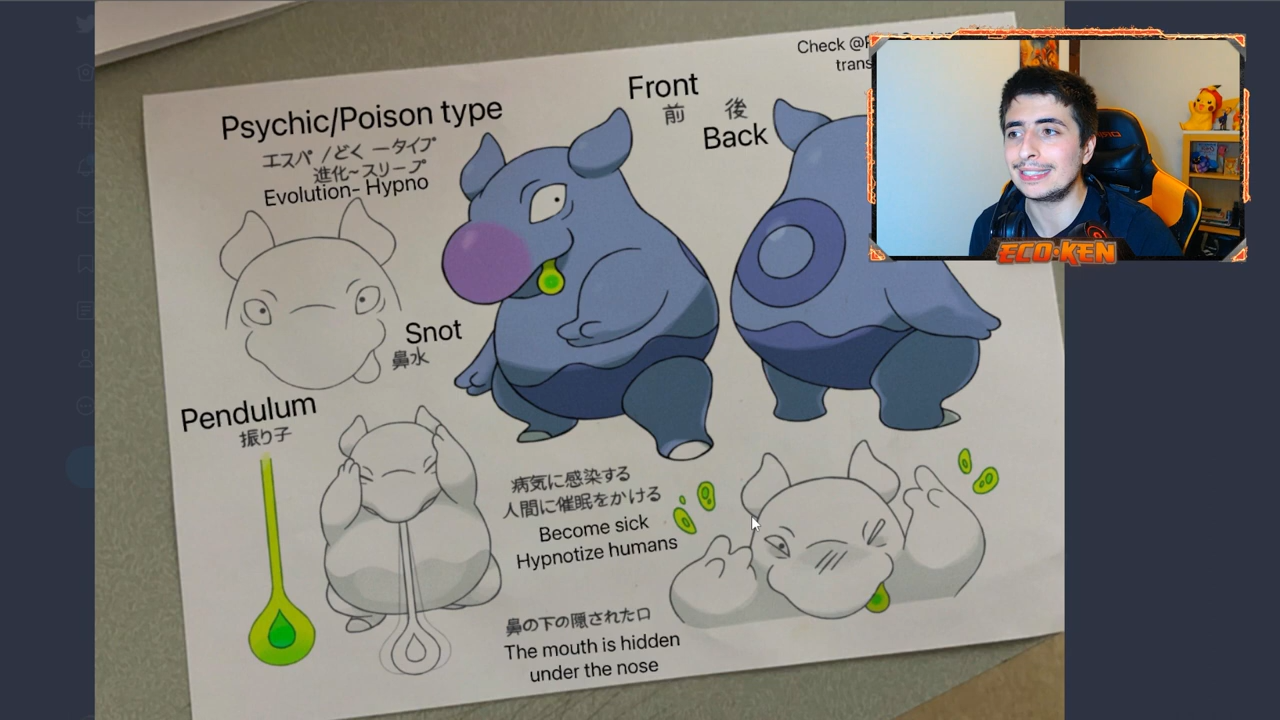 Check
trans
Front
前 後
Back
Psychic/Poison type
エスパ/どく ータイプ
進化~スリープ
Evolution- Hypno
ECO·KEN
Snot
鼻水
Pendulum
振り子
病気に感染する
人間に催眠をかける
Become sick
Hypnotize humans
鼻の下の隠された口
The mouth is hidden
under the nose